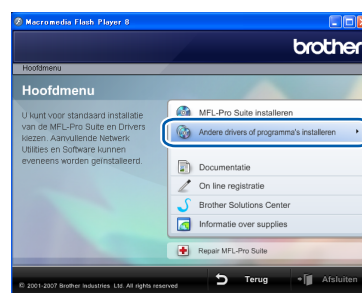 Macromedia Flash Player 8
brother
Hoofdmenu
Hoofdmenu
U kunt voor standaard installatie
van de MFL-Pro Suite en Drivers
kiezen. Aanvullende Netwerk
Utilities en Software kunnen
eveneens worden geïnstalleerd.
MFL-Pro Suite installeren
Andere drivers of programma's installeren
Documentatie
On line registratie
Brother Solutions Center
Informatie over supplies
Repair MFL-Pro Suite
© 2001-2007 Brother Industries Ltd. All rights reserved
Terug
Afsluiten